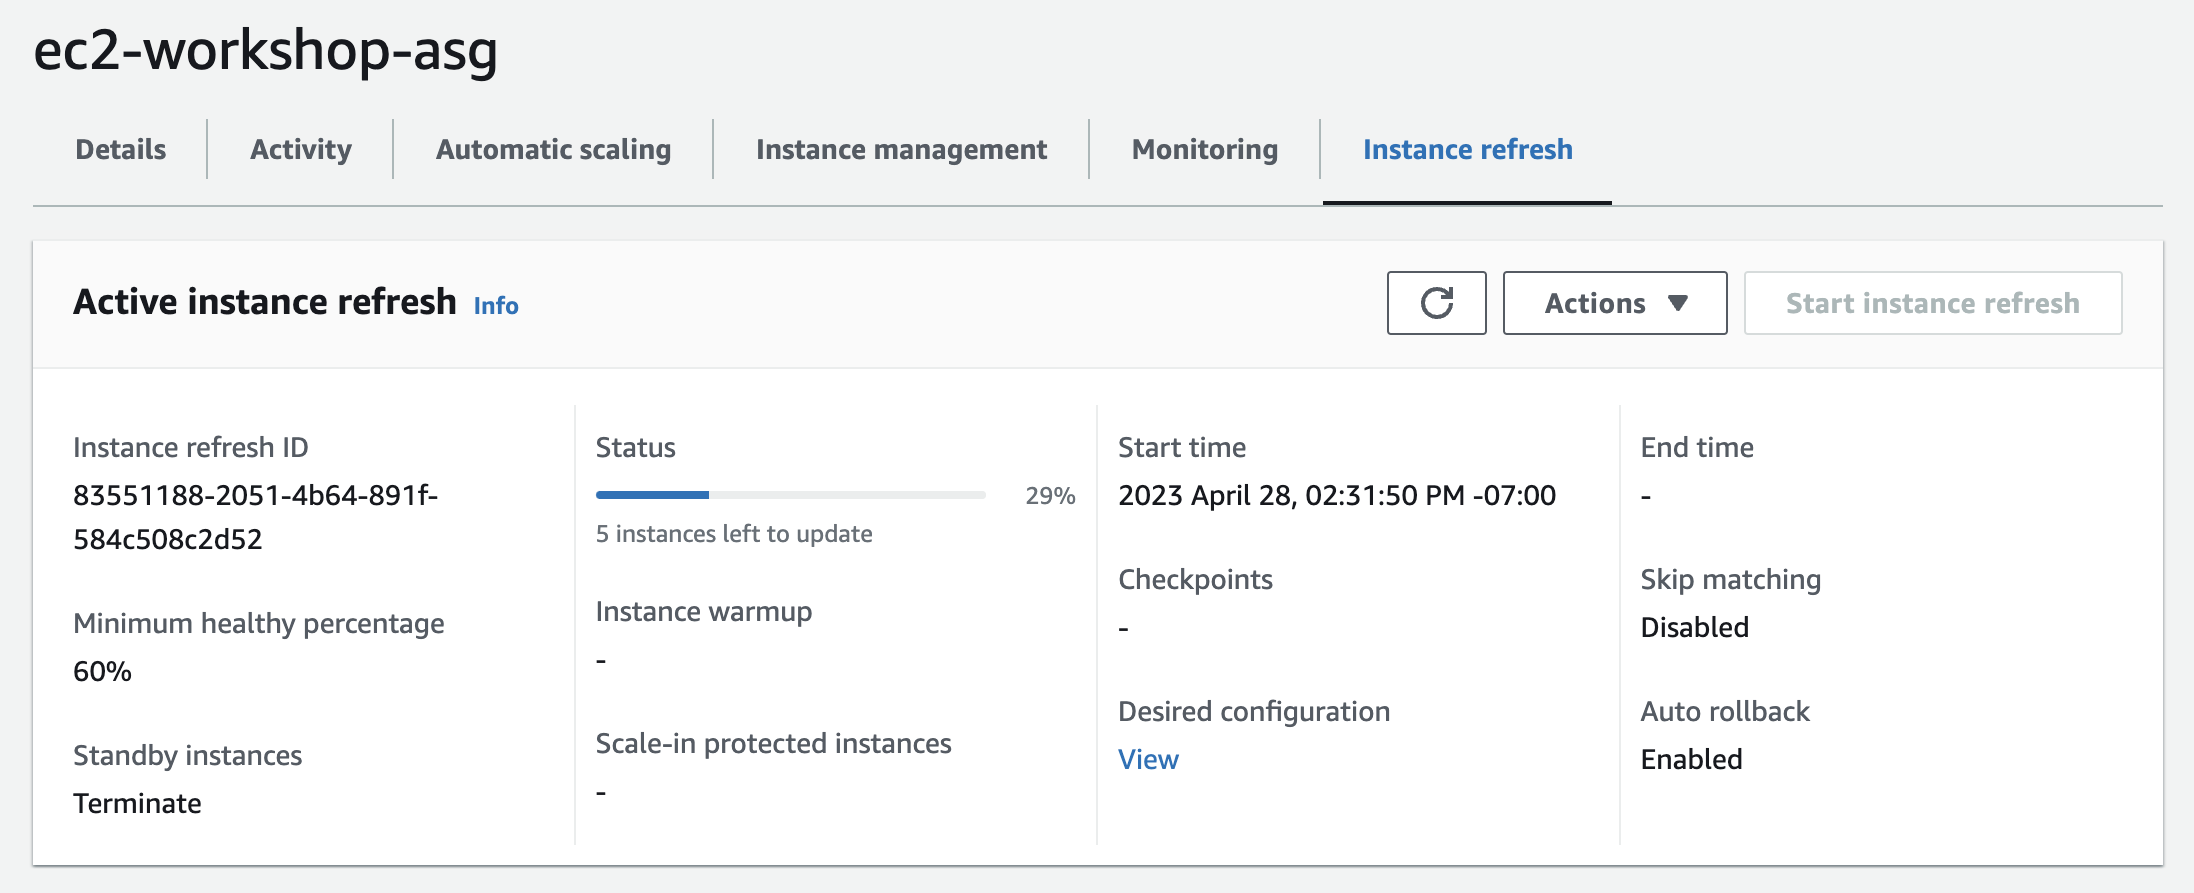 ec2-workshop-asg
Details
Activity
Automatic scaling
Instance management
Monitoring
Instance refresh
Active instance refresh Info
Actions
Start instance refresh
Instance refresh ID
83551188-2051-4b64-891f-
584c508c2d52
Minimum healthy percentage
60%
Standby instances
Terminate
Status
29%
5 instances left to update
Instance warmup
-
Scale-in protected instances
-
Start time
2023 April 28, 02:31:50 PM -07:00
Checkpoints
-
Desired configuration
View
End time
-
Skip matching
Disabled
Auto rollback
Enabled